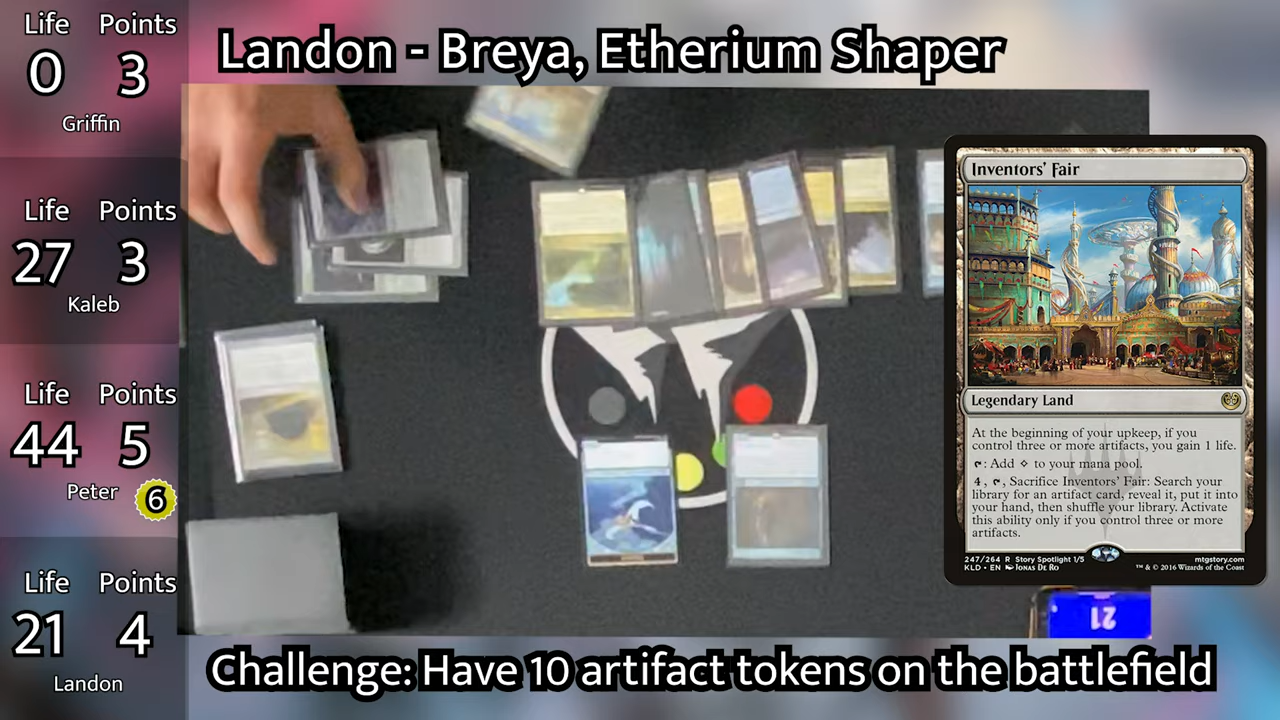 Life Points
0 3
Griffin
Life Points
27 3
Kaleb
Life Points
44 5
Peter 6
Life Points
21 4
Landon
Landon - Breya, Etherium Shaper
Inventors' Fair
Legendary Land
At the beginning of your upkeep, if you
control three or more artifacts, you gain 1 life.
: Add to your mana pool.
4, , Sacrifice Inventors' Fair: Search your
library for an artifact card, reveal it, put it into
your hand, then shuffle your library. Activate
this ability only if you control three or more
artifacts.
247/264 R Story Spotlight 1/5
KLD • EN Jonas De Ro
mtgstory.com
™ & © 2016 Wizards of the Coast
21
Challenge: Have 10 artifact tokens on the battlefield